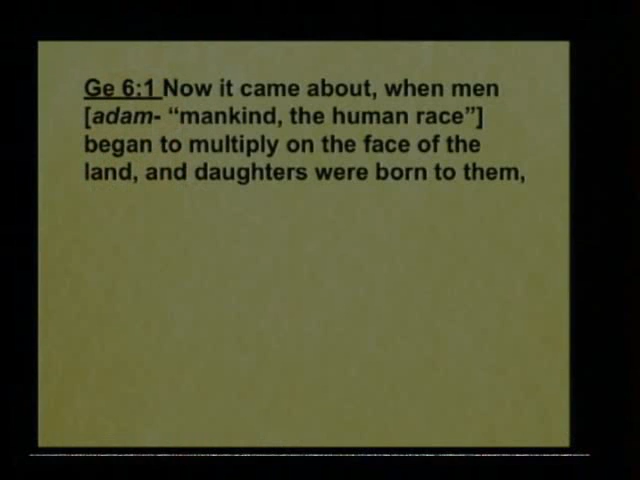 Ge 6:1 Now it came about, when men
[adam- “mankind, the human race”]
began to multiply on the face of the
land, and daughters were born to them,